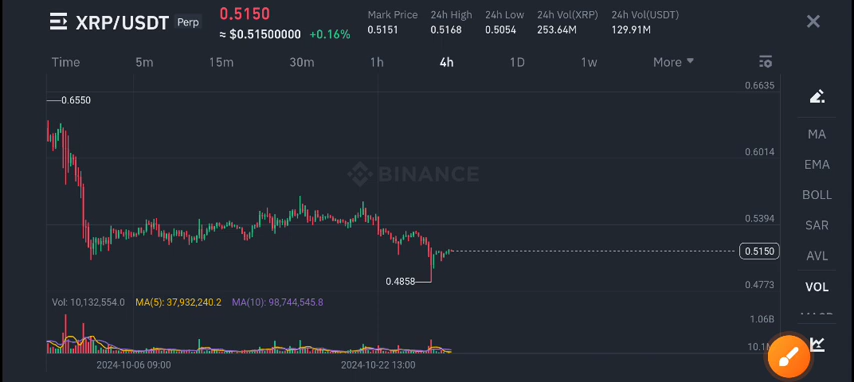 XRP/USDT Perp
0.5150
≈ $0.51500000 +0.16%
Mark Price
0.5151
24h High
0.5168
24h Low
0.5054
24h Vol(XRP)
253.64M
24h Vol(USDT)
129.91M
Time 5m 15m 30m 1h 4h 1D 1w More
0.6550
0.6635
0.6014
0.5394
0.5150
0.4773
0.4858
BINANCE
Vol: 10,132,554.0 MA(5): 37,932,240.2 MA(10): 98,744,545.8
1.06B
10.1M
2024-10-06 09:00 2024-10-22 13:00
MA
EMA
BOLL
SAR
AVL
VOL